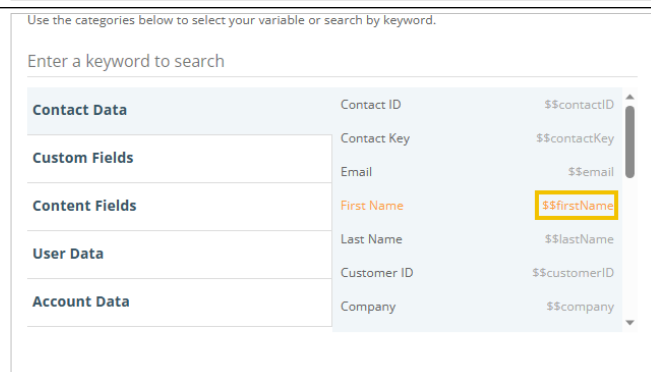 Use the categories below to select your variable or search by keyword.
Enter a keyword to search
Contact Data
Custom Fields
Content Fields
User Data
Account Data
Contact ID $$contactID
Contact Key $$contactKey
Email $$email
First Name $$firstName
Last Name $$lastName
Customer ID $$customerID
Company $$company